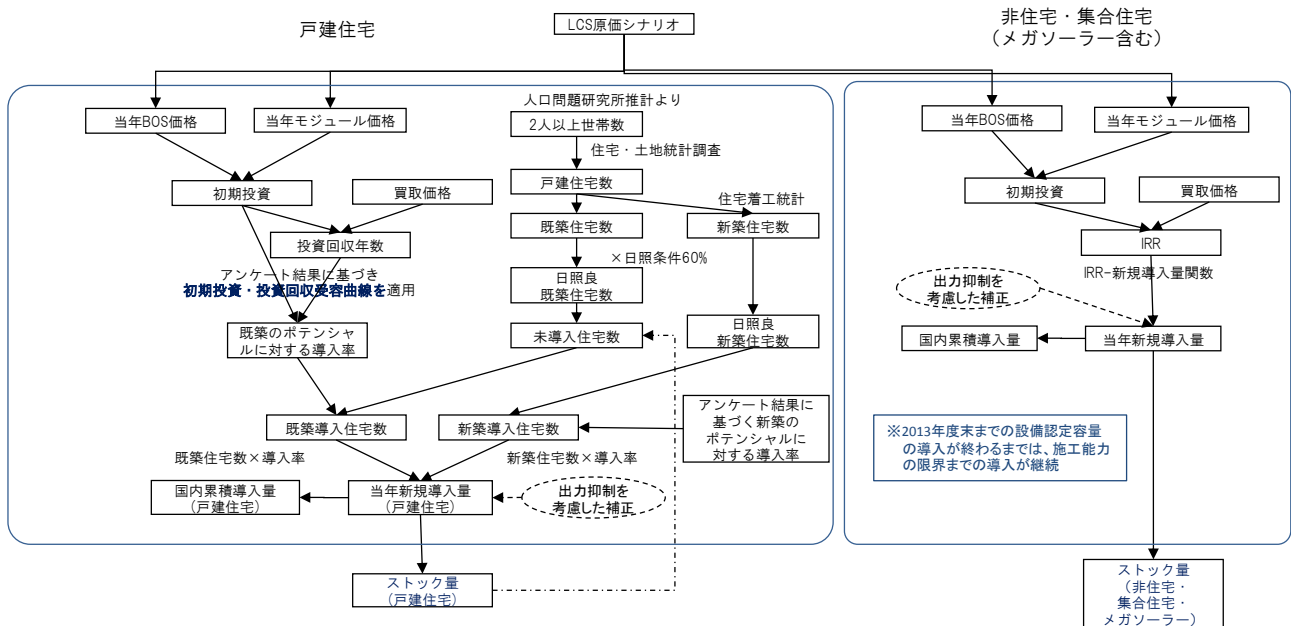 LCS原価シナリオ
戸建住宅
非住宅・集合住宅
(メガソーラー含む)
当年BOS価格
当年モジュール価格
初期投資
買取価格
投資回収年数
アンケート結果に基づき
初期投資・投資回収受容曲線を適用
既築のポテンシャ
ルに対する導入率
人口問題研究所推計より
2人以上世帯数
住宅・土地統計調査
戸建住宅数
住宅着工統計
既築住宅数
新築住宅数
×日照条件60%
日照良
既築住宅数
未導入住宅数
日照良
新築住宅数
既築導入住宅数
新築導入住宅数
アンケート結果に
基づく新築の
ポテンシャルに
対する導入率
既築住宅数×導入率
新築住宅数×導入率
国内累積導入量
(戸建住宅)
当年新規導入量
(戸建住宅)
出力抑制を
考慮した補正
ストック量
(戸建住宅)
当年BOS価格
当年モジュール価格
初期投資
買取価格
IRR
IRR-新規導入量関数
出力抑制を
考慮した補正
国内累積導入量
当年新規導入量
※2013年度末までの設備認定容量
の導入が終わるまでは、施工能力
の限界までの導入が継続
ストック量
(非住宅・
集合住宅・
メガソーラー)